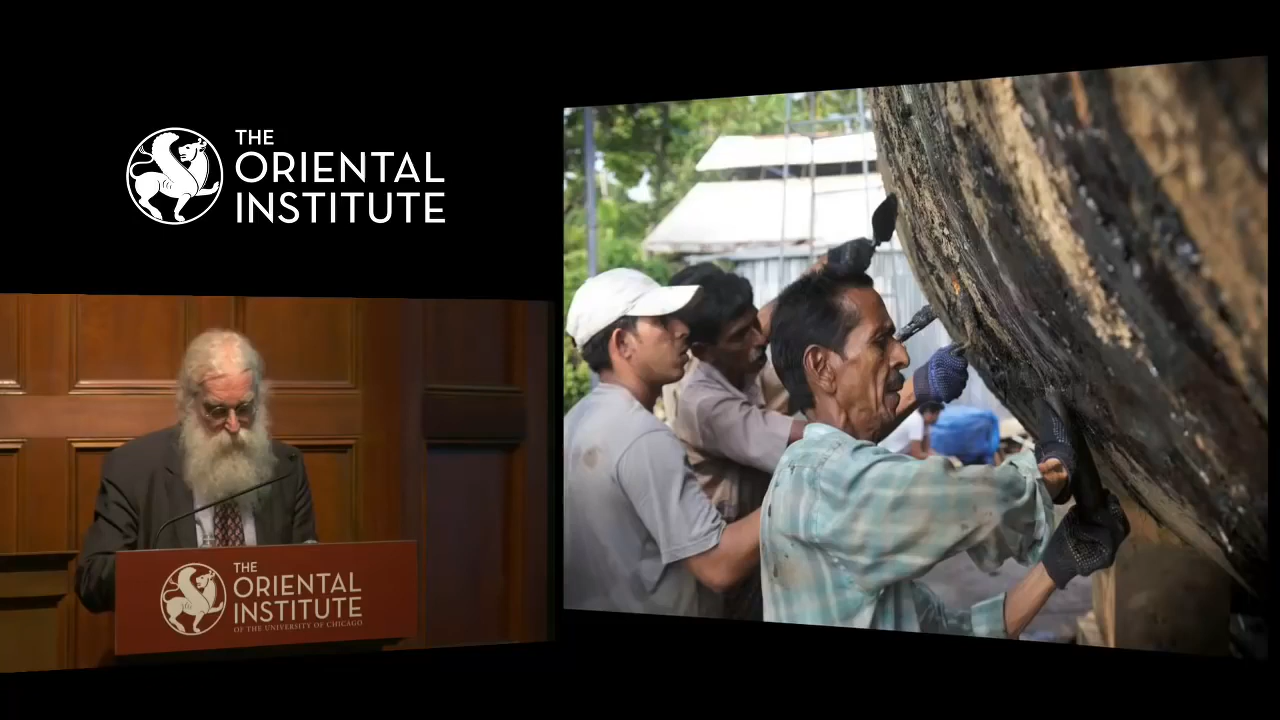 THE
ORIENTAL
INSTITUTE
THE
ORIENTAL
INSTITUTE
OF THE UNIVERSITY OF CHICAGO